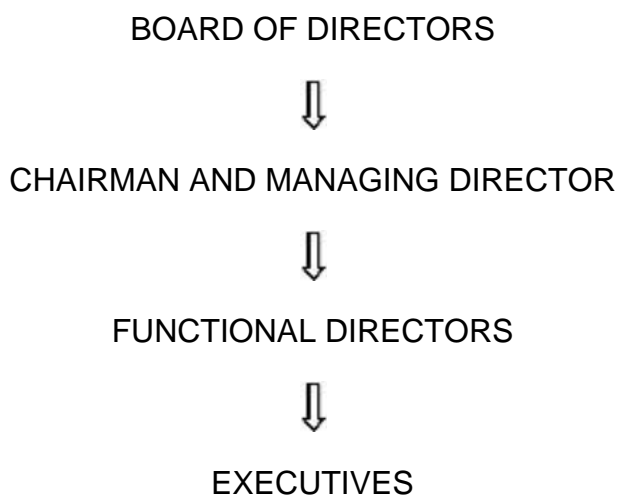 BOARD OF DIRECTORS
CHAIRMAN AND MANAGING DIRECTOR
FUNCTIONAL DIRECTORS
EXECUTIVES